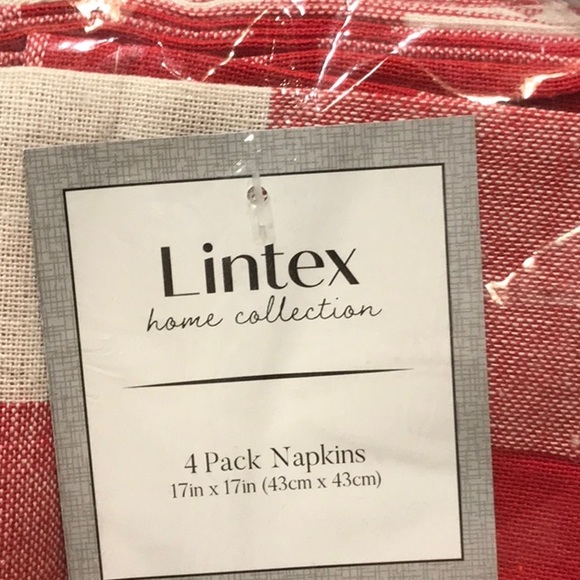 Lintex
home collection
4 Pack Napkins
17in x 17in (43cm x 43cm)